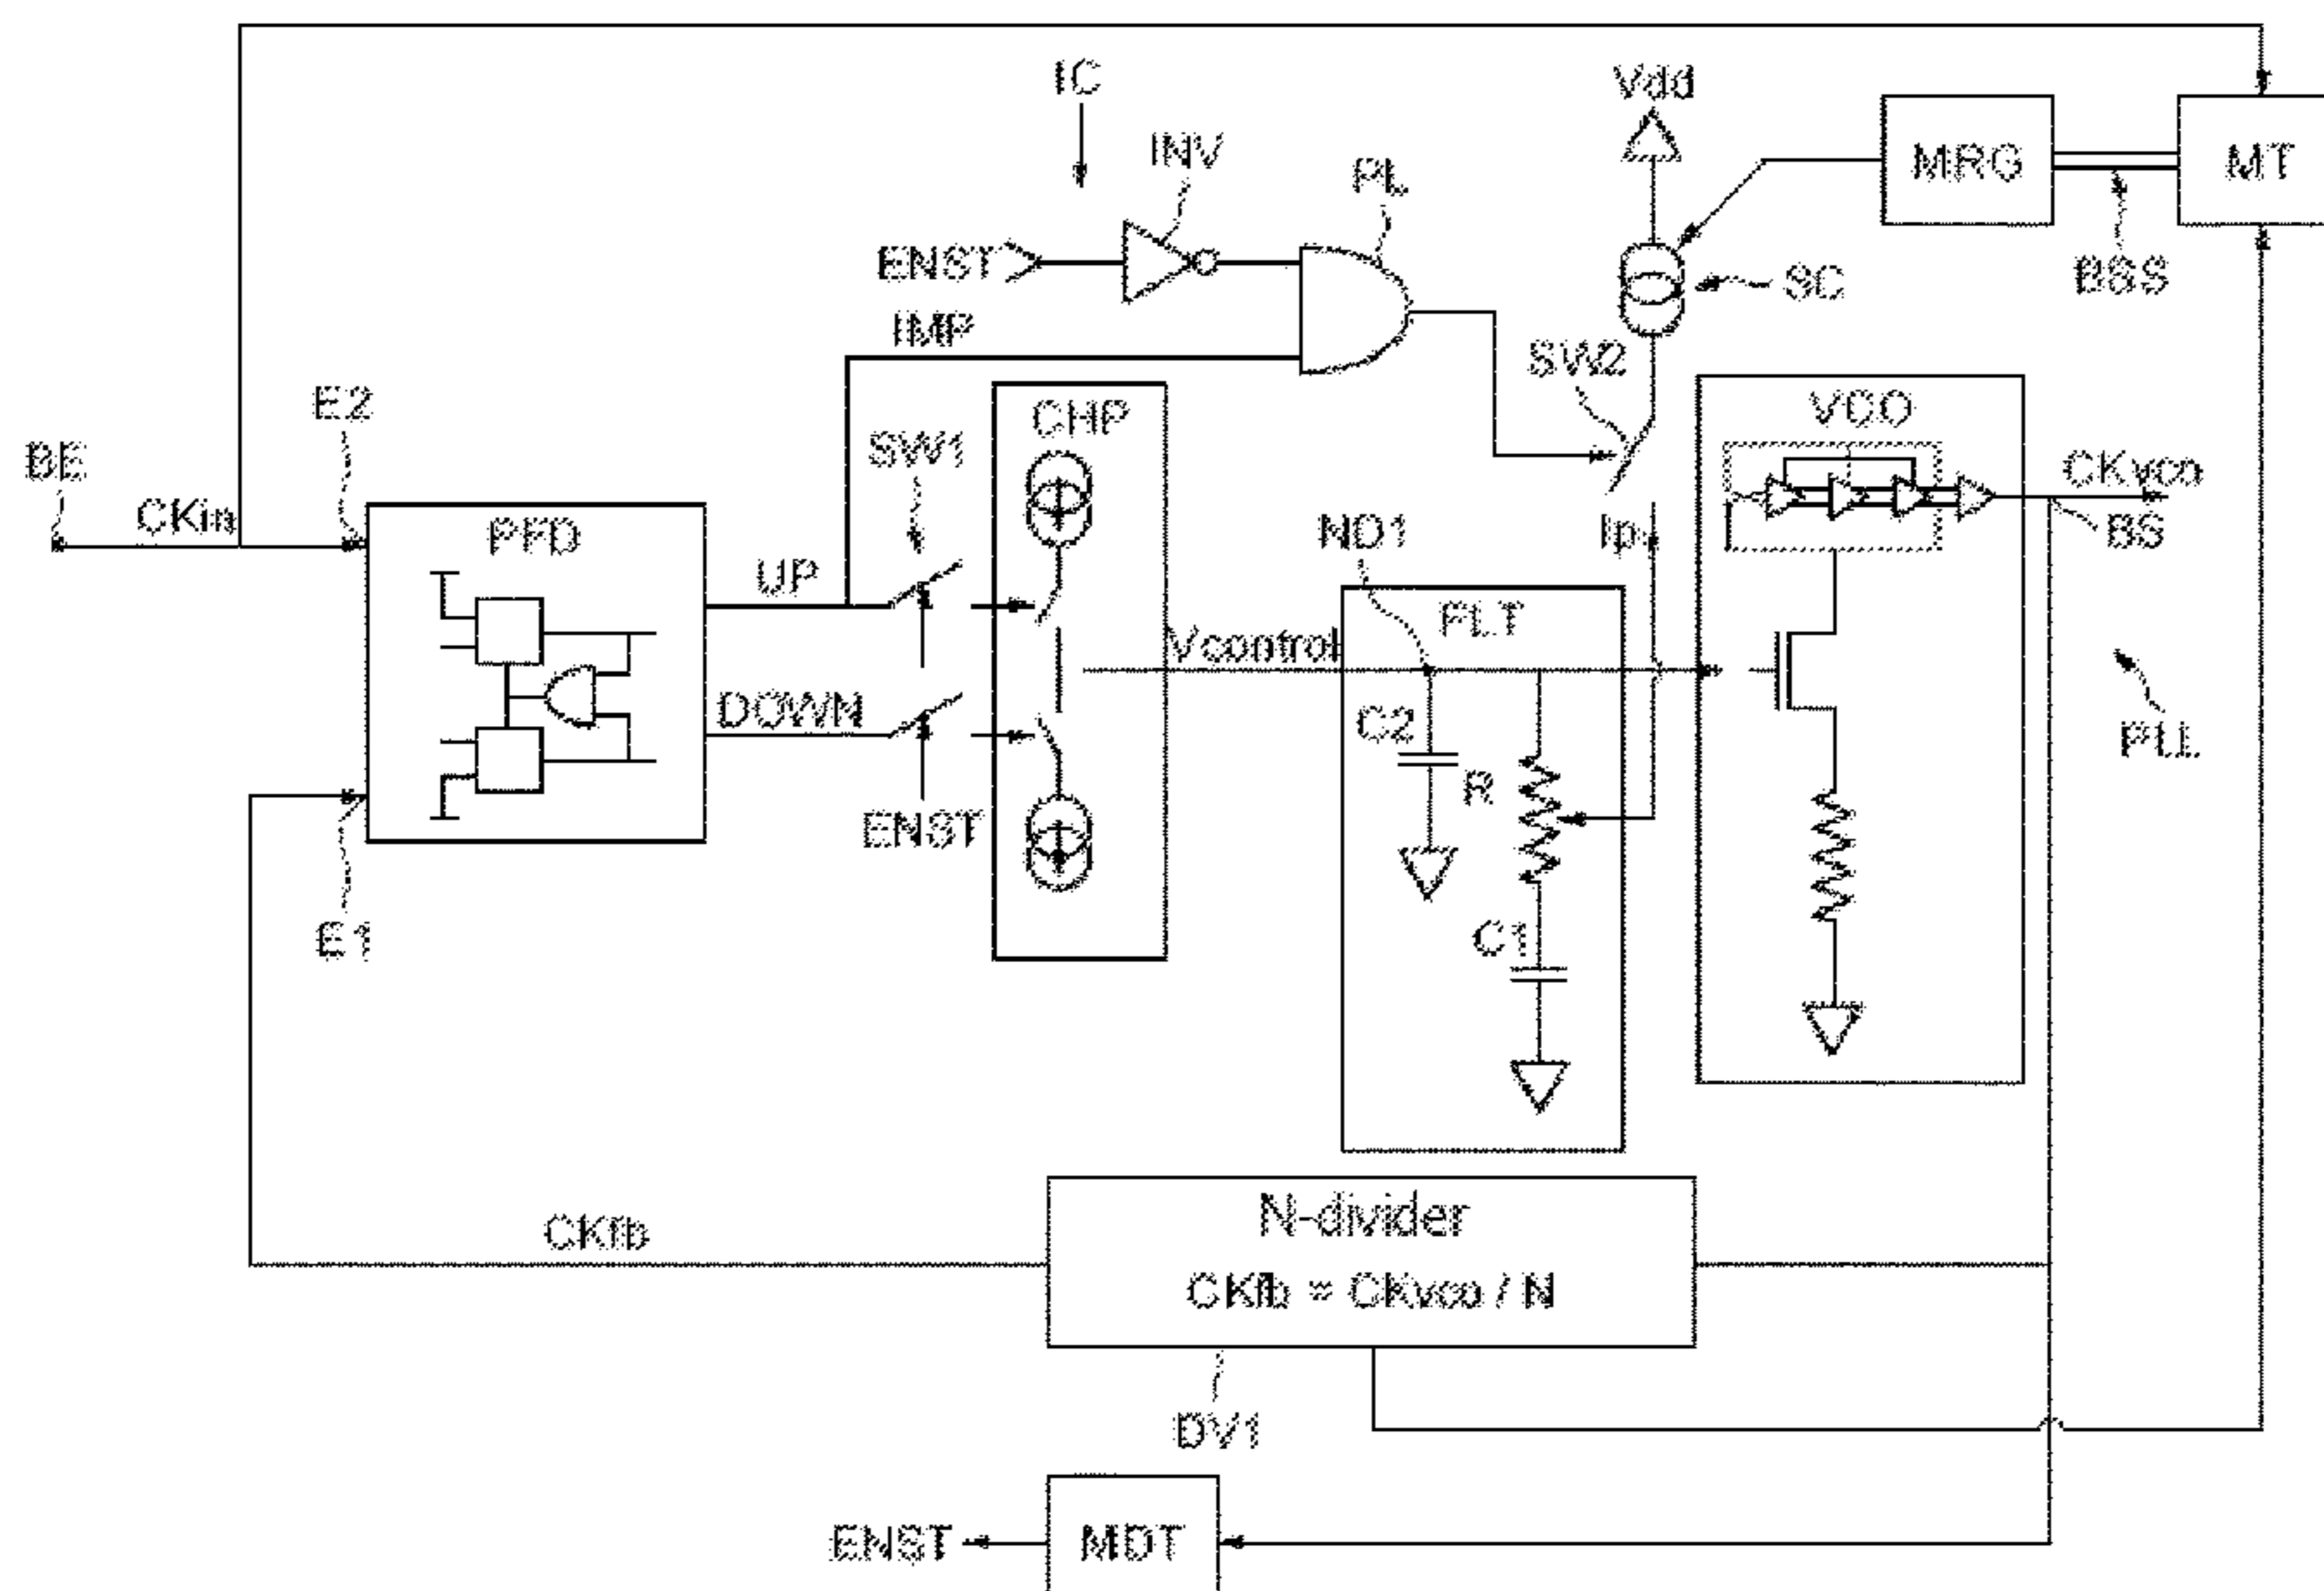 IC
Vdd
INV
PL
MRG
MT
ENST
SC
BSS
IMP
SW2
E2
CHP
VCO
BE
SW1
CKvco
CKin
PFD
ND1
Ip
BS
UP
FLT
Vcontrol
DOWN
C2
PLL
R
ENST
E1
C1
N-divider
CKfb
CKfb = CKvco / N
DV1
ENST
MDT